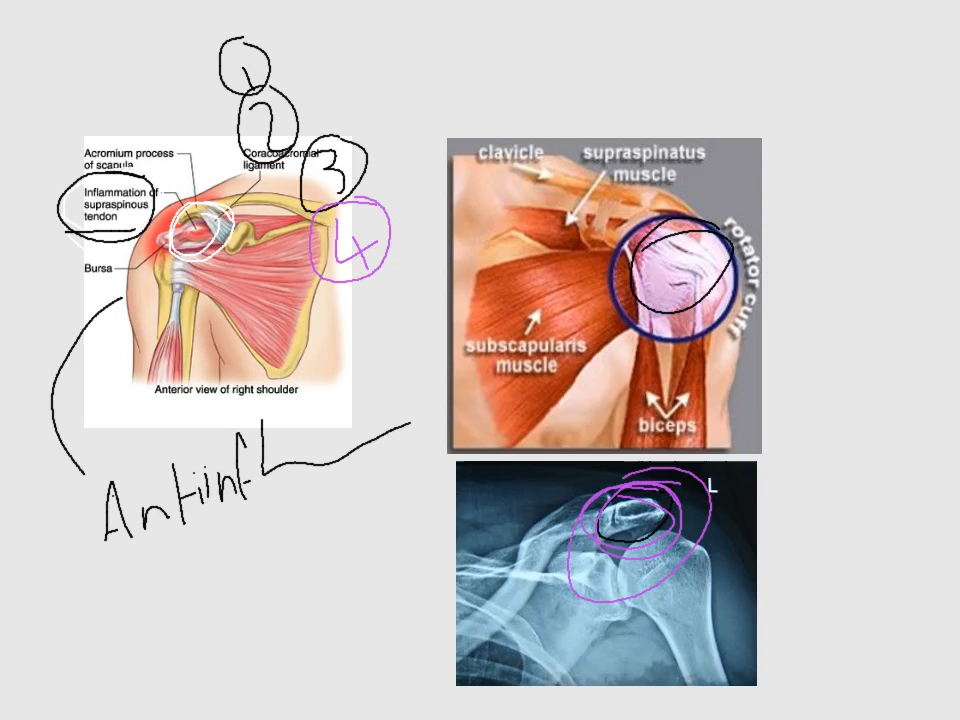 1
2
3
4
Acromium process
of scapula
Coracoacromial
ligament
Inflammation of
supraspinous
tendon
Bursa
Anterior view of right shoulder
Antiinfl
clavicle
supraspinatus
muscle
rotator cuff
subscapularis
muscle
biceps
L